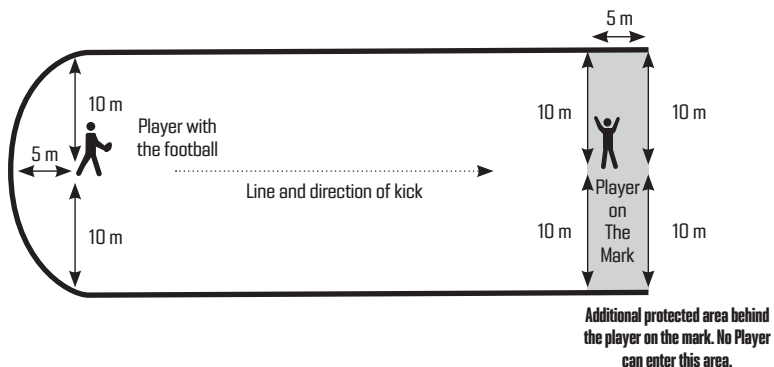 5 m
10 m
Player with
the football
5 m
Line and direction of kick
10 m
10 m
10 m
Player
on
The
Mark
10 m
10 m
Additional protected area behind
the player on the mark. No Player
can enter this area.